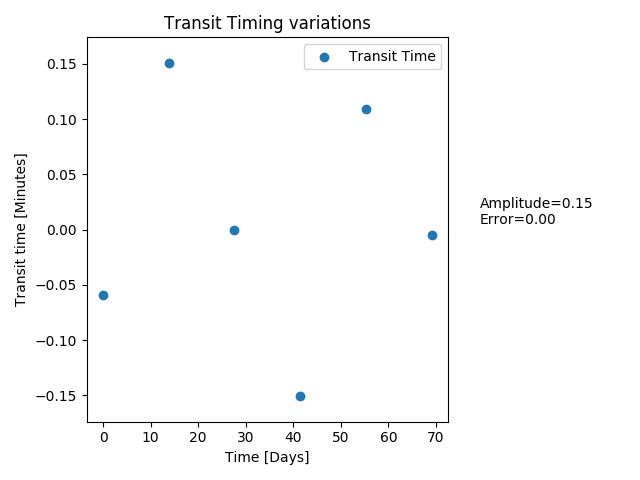 Transit Timing variations
Transit Time
0.15
0.10
0.05
0.00
−0.05
−0.10
−0.15
Transit time [Minutes]
0 10 20 30 40 50 60 70
Time [Days]
Amplitude=0.15
Error=0.00